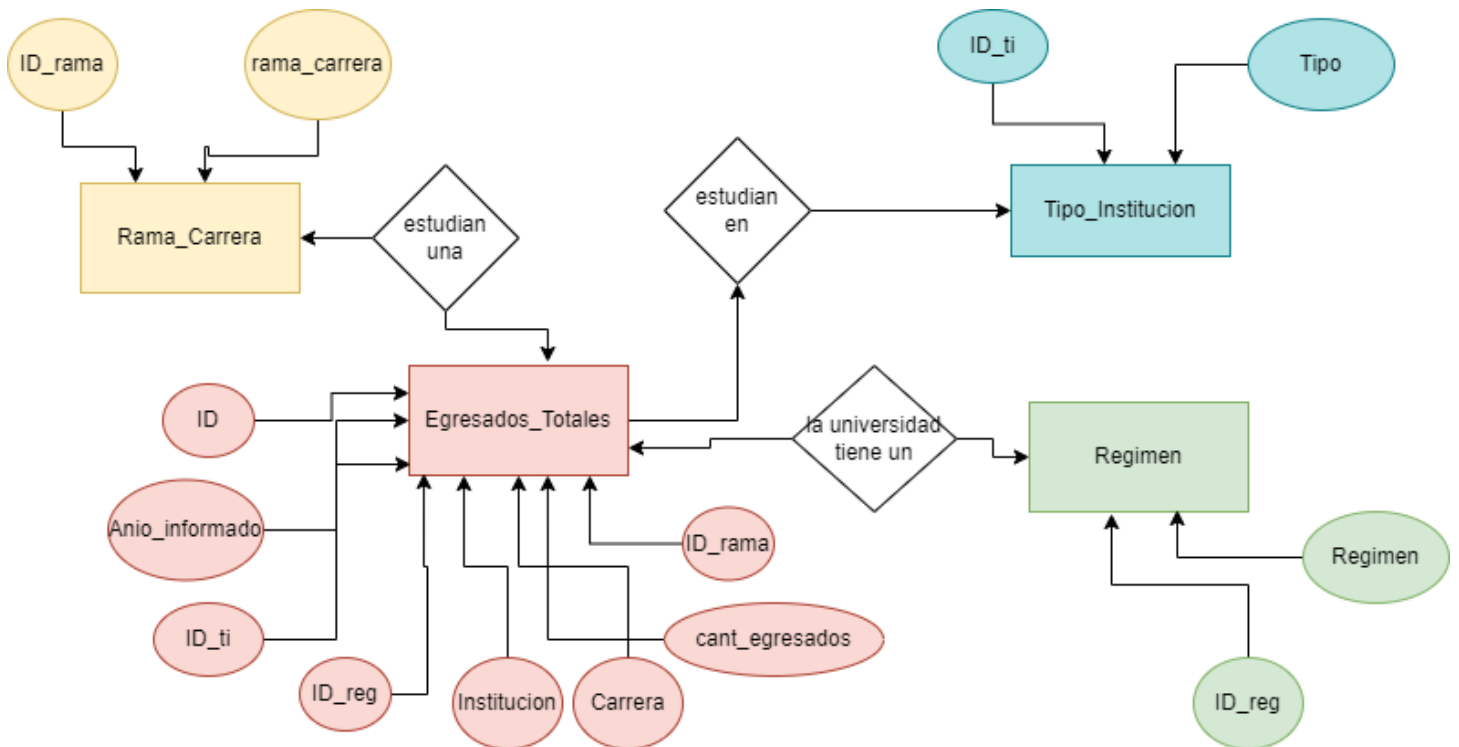 ID_rama
rama_carrera
ID_ti
Tipo
Rama_Carrera
estudian
una
estudian
en
Tipo_Institucion
ID
Egresados_Totales
la universidad
tiene un
Regimen
Anio_informado
ID_rama
Regimen
ID_ti
cant_egresados
ID_reg
Institucion
Carrera
ID_reg